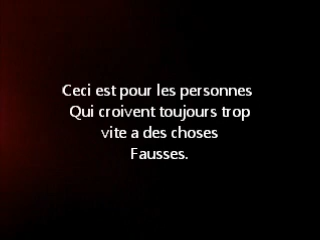 Ceci est pour les personnes
Qui croivent toujours trop
vite a des choses
Fausses.